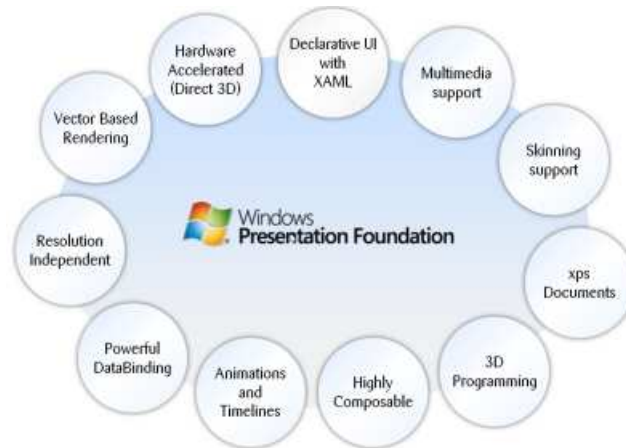 Declarative UI
with
XAML
Multimedia
support
Skinning
support
xps
Documents
3D
Programming
Highly
Composable
Animations
and
Timelines
Powerful
DataBinding
Resolution
Independent
Vector Based
Rendering
Hardware
Accelerated
(Direct 3D)
Windows
Presentation Foundation